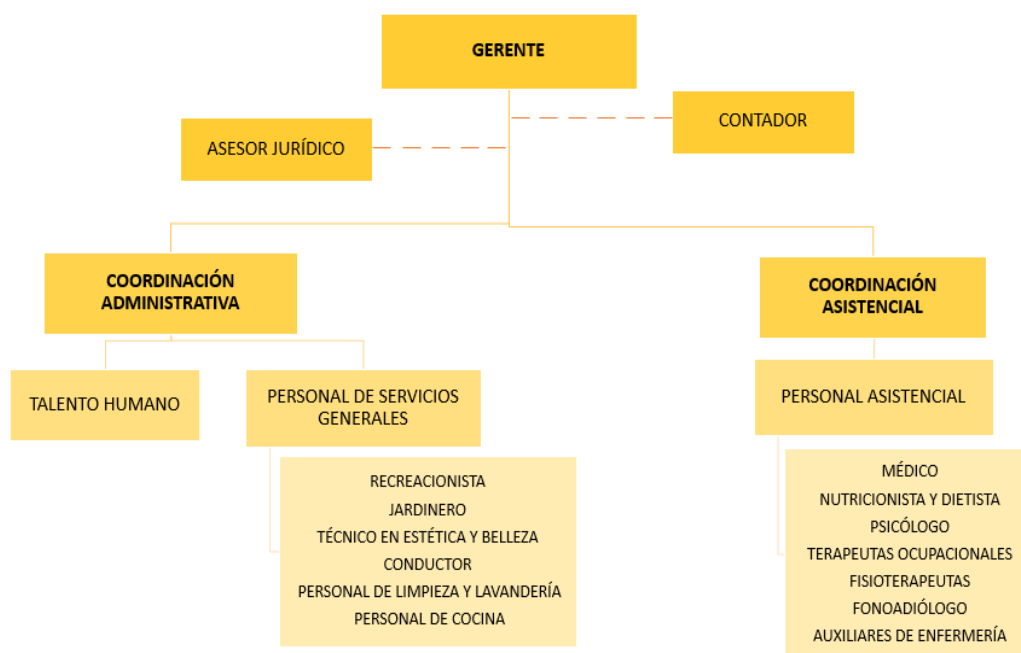 GERENTE
CONTADOR
ASESOR JURÍDICO
COORDINACIÓN
ADMINISTRATIVA
COORDINACIÓN
ASISTENCIAL
TALENTO HUMANO
PERSONAL DE SERVICIOS
GENERALES
PERSONAL ASISTENCIAL
RECREACIONISTA
JARDINERO
TÉCNICO EN ESTÉTICA Y BELLEZA
CONDUCTOR
PERSONAL DE LIMPIEZA Y LAVANDERÍA
PERSONAL DE COCINA
MÉDICO
NUTRICIONISTA Y DIETISTA
PSICÓLOGO
TERAPEUTAS OCUPACIONALES
FISIOTERAPEUTAS
FONOADIÓLOGO
AUXILIARES DE ENFERMERÍA